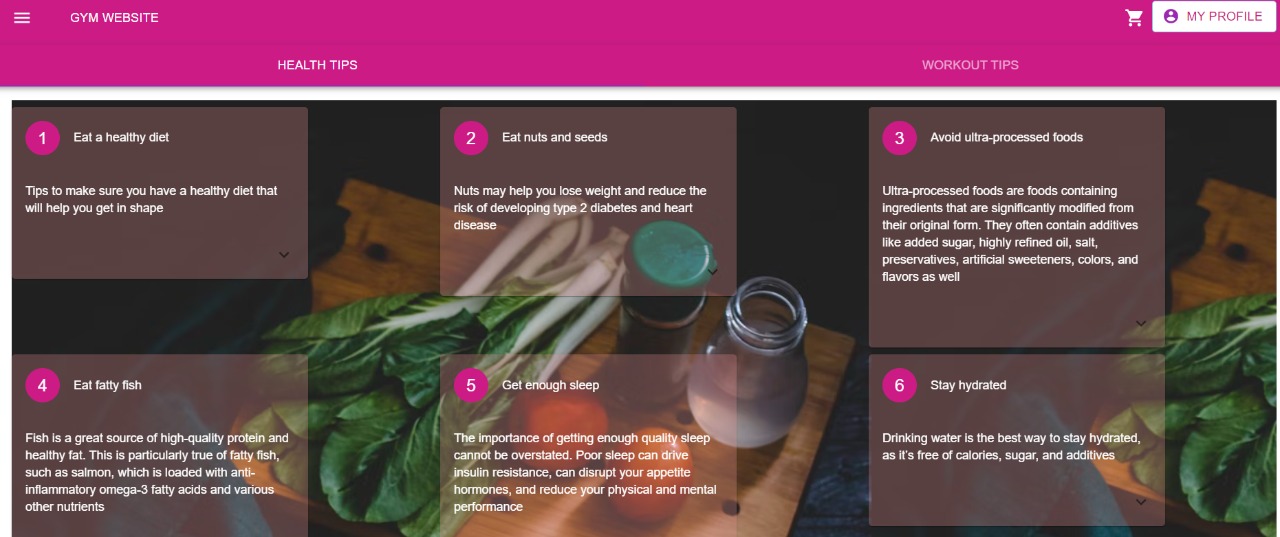 GYM WEBSITE
MY PROFILE
HEALTH TIPS
WORKOUT TIPS
1
Eat a healthy diet
Tips to make sure you have a healthy diet that
will help you get in shape
2
Eat nuts and seeds
Nuts may help you lose weight and reduce the
risk of developing type 2 diabetes and heart
disease
3
Avoid ultra-processed foods
Ultra-processed foods are foods containing
ingredients that are significantly modified from
their original form. They often contain additives
like added sugar, highly refined oil, salt,
preservatives, artificial sweeteners, colors, and
flavors as well
4
Eat fatty fish
Fish is a great source of high-quality protein and
healthy fat. This is particularly true of fatty fish,
such as salmon, which is loaded with anti-
inflammatory omega-3 fatty acids and various
other nutrients
5
Get enough sleep
The importance of getting enough quality sleep
cannot be overstated. Poor sleep can drive
insulin resistance, can disrupt your appetite
hormones, and reduce your physical and mental
performance
6
Stay hydrated
Drinking water is the best way to stay hydrated,
as it's free of calories, sugar, and additives